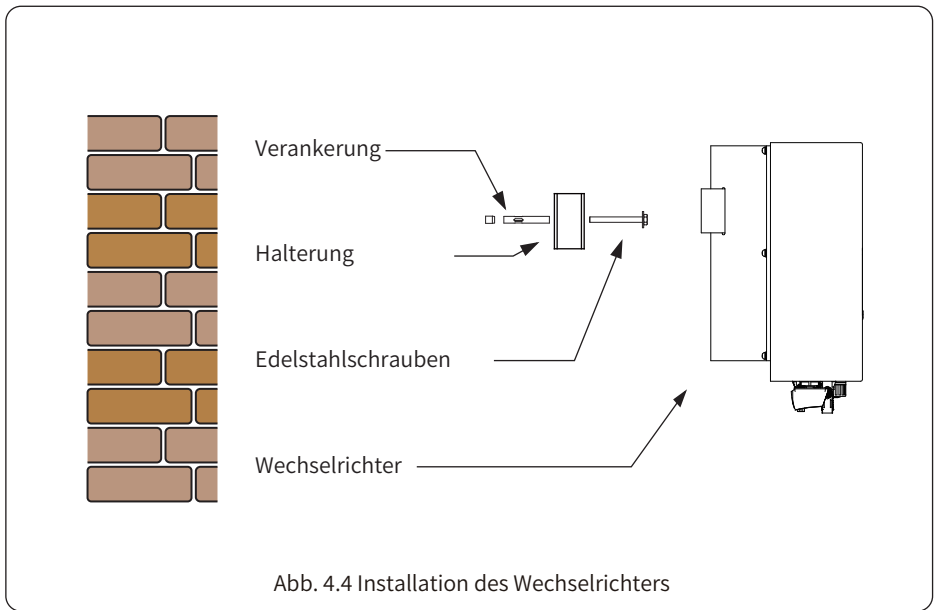 Verankerung
Halterung
Edelstahlschrauben
Wechselrichter
Abb. 4.4 Installation des Wechselrichters